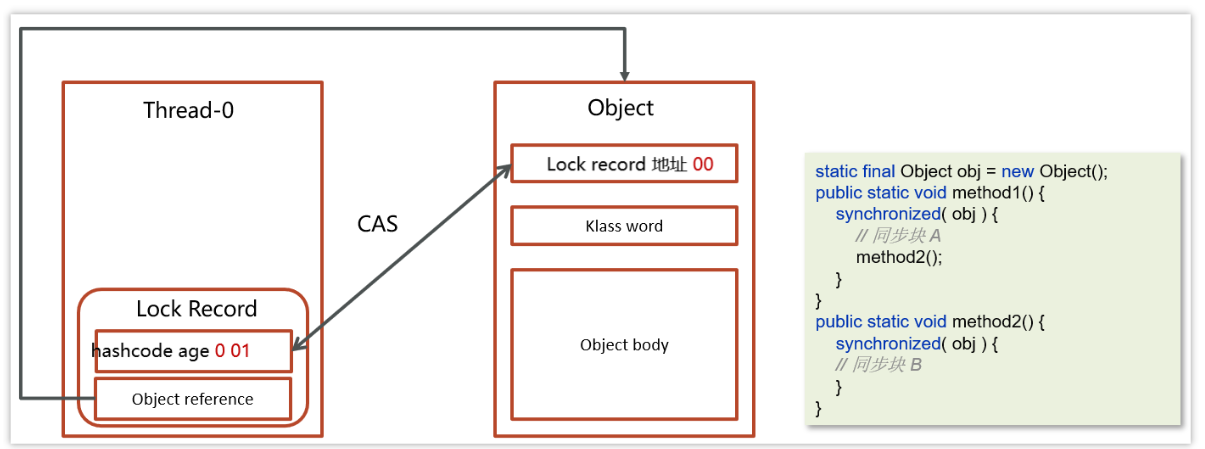 Thread-0
Object
Lock record 地址 00
CAS
Klass word
Lock Record
hashcode age 0 01
Object reference
Object body
static final Object obj = new Object();
public static void method1() {
synchronized( obj ) {
// 同步块 A
method2();
}
}
public static void method2() {
synchronized( obj ) {
// 同步块 B
}
}